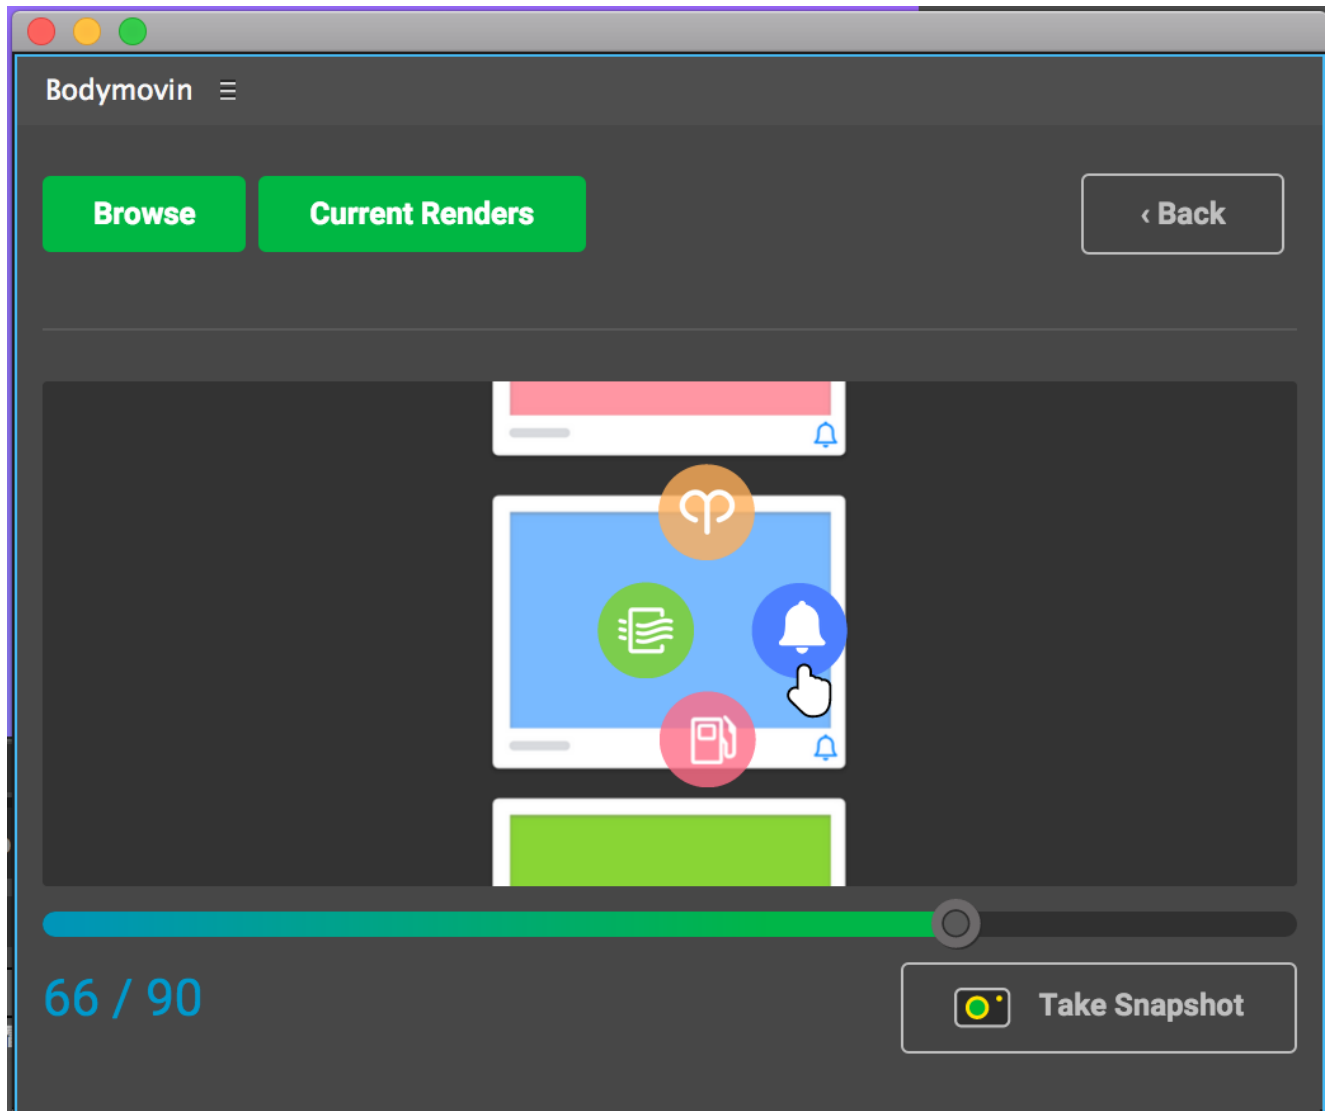 Bodymovin
Browse
Current Renders
‹ Back
66 / 90
Take Snapshot